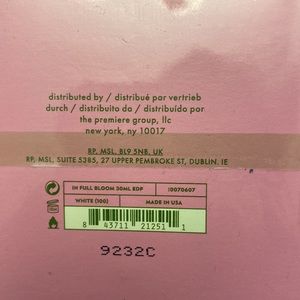 distributed by / distribué par vertrieb
durch / distribuito da / distribuído por
the premiere group, llc
new york, ny 10017
RP, MSL, BL9 5NB, UK
RP, MSL, SUITE 5385, 27 UPPER PEMBROKE ST, DUBLIN, IE
IN FULL BLOOM 30ML EDP 10070607
WHITE (100) MADE IN USA
8 43711 21251 1
9232C